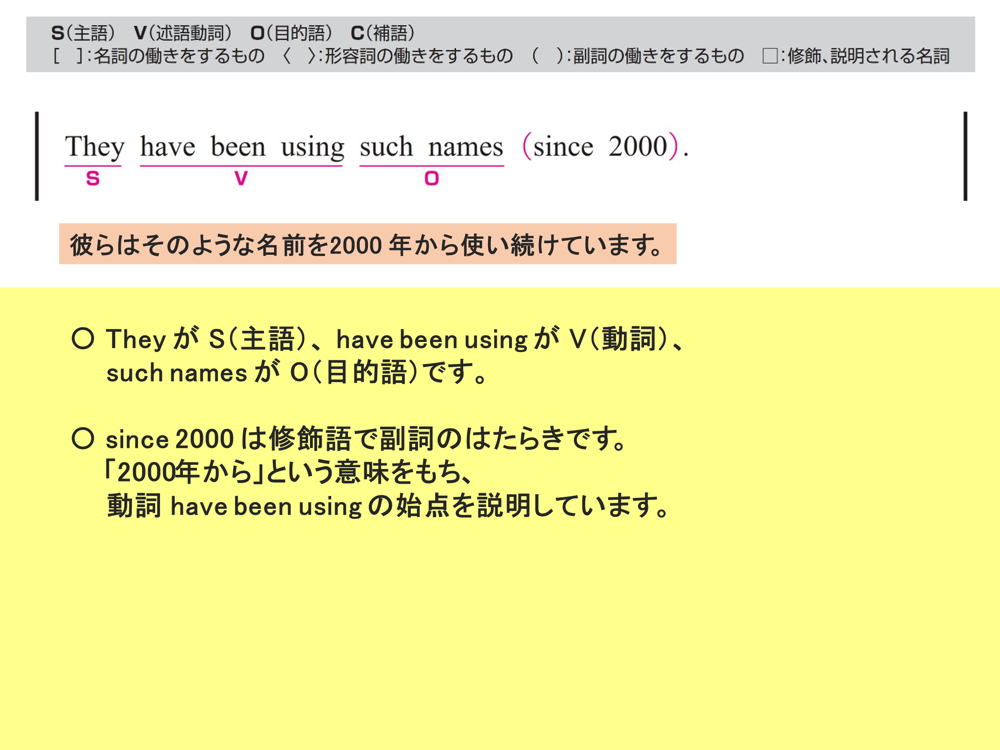 S（主語）　V（述語動詞）　O（目的語）　C（補語）
［　］：名詞の働きをするもの　〈　〉：形容詞の働きをするもの　（　）：副詞の働きをするもの　□：修飾、説明される名詞
They have been using such names (since 2000).
S V O
彼らはそのような名前を2000 年から使い続けています。
○ They が S（主語）、have been using が V（動詞）、
such names が O（目的語）です。
○ since 2000 は修飾語で副詞のはたらきです。
「2000年から」という意味をもち、
動詞 have been using の始点を説明しています。